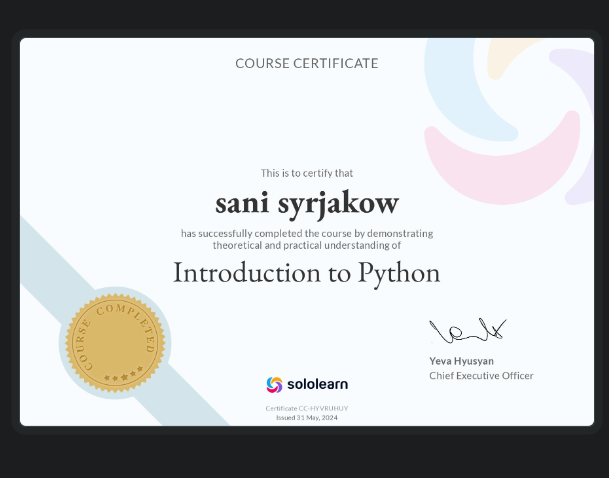 COURSE CERTIFICATE
This is to certify that
sani syrjakow
has successfully completed the course by demonstrating
theoretical and practical understanding of
Introduction to Python
COURSE COMPLETED
Yeva Hyusyan
Chief Executive Officer
sololearn
Certificate CC-HYVRUHUY
Issued 31 May, 2024